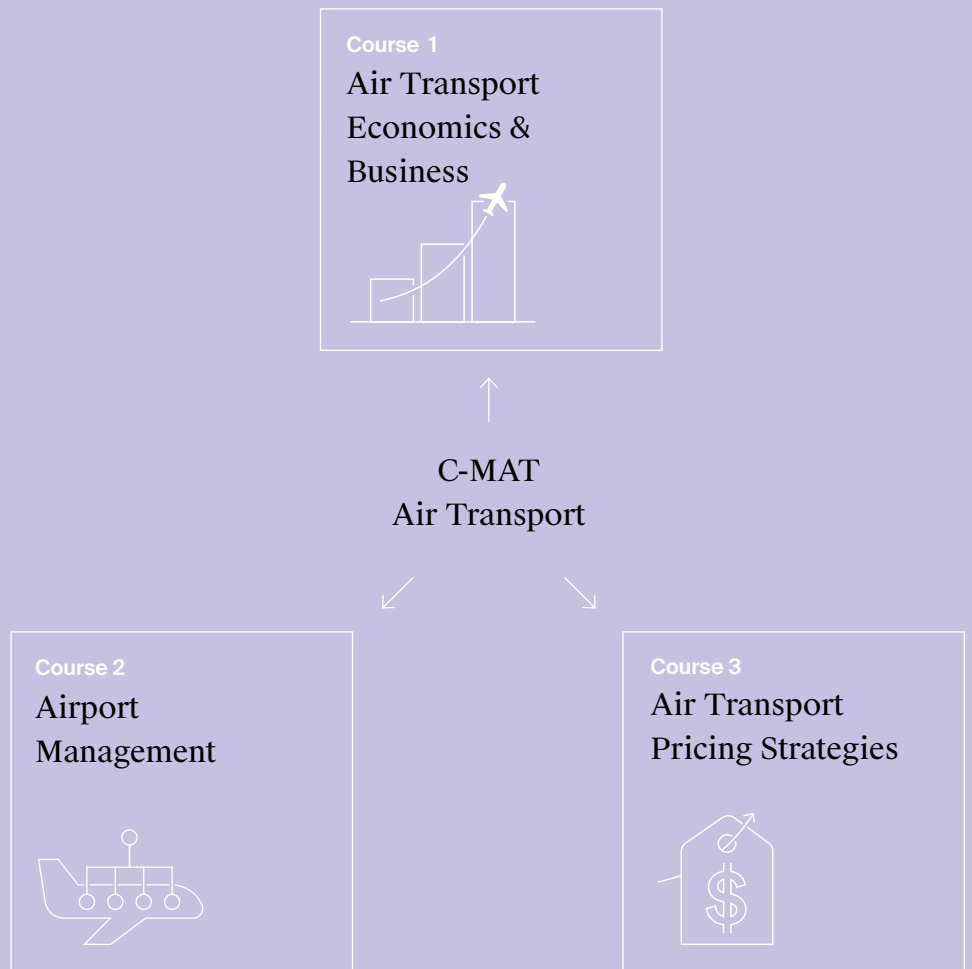 Course 1
Air Transport
Economics &
Business
C-MAT
Air Transport
Course 2
Airport
Management
Course 3
Air Transport
Pricing Strategies
$